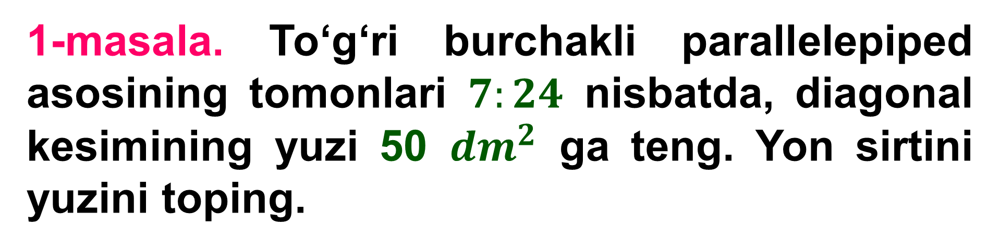 1-masala. To‘g‘ri burchakli parallelepiped
asosining tomonlari 7:24 nisbatda, diagonal
kesimining yuzi 50 dm² ga teng. Yon sirtini
yuzini toping.